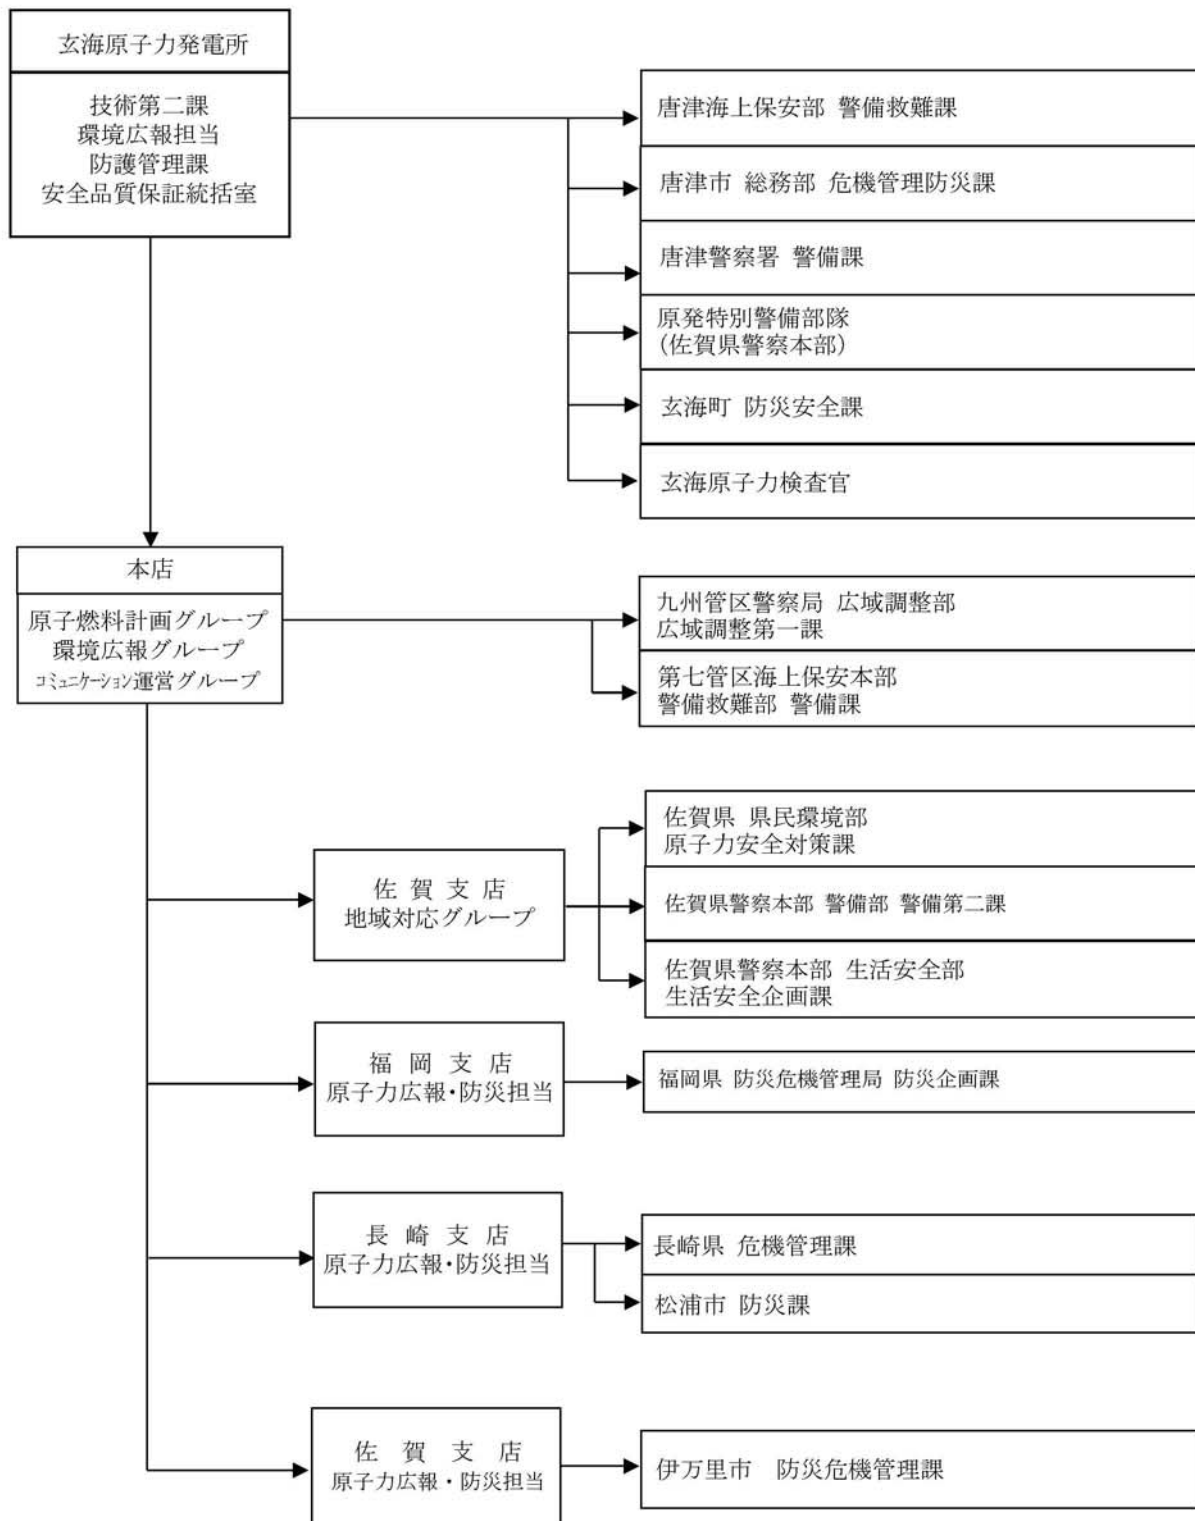 玄海原子力発電所
技術第二課
環境広報担当
防護管理課
安全品質保証統括室
唐津海上保安部 警備救難課
唐津市 総務部 危機管理防災課
唐津警察署 警備課
原発特別警備部隊
(佐賀県警察本部)
玄海町 防災安全課
玄海原子力検査官
本店
原子燃料計画グループ
環境広報グループ
コミュニケーション運営グループ
九州管区警察局 広域調整部
広域調整第一課
第七管区海上保安本部
警備救難部 警備課
佐賀支店
地域対応グループ
佐賀県 県民環境部
原子力安全対策課
佐賀県警察本部 警備部 警備第二課
佐賀県警察本部 生活安全部
生活安全企画課
福岡支店
原子力広報・防災担当
福岡県 防災危機管理局 防災企画課
長崎支店
原子力広報・防災担当
長崎県 危機管理課
松浦市 防災課
佐賀支店
原子力広報・防災担当
伊万里市 防災危機管理課